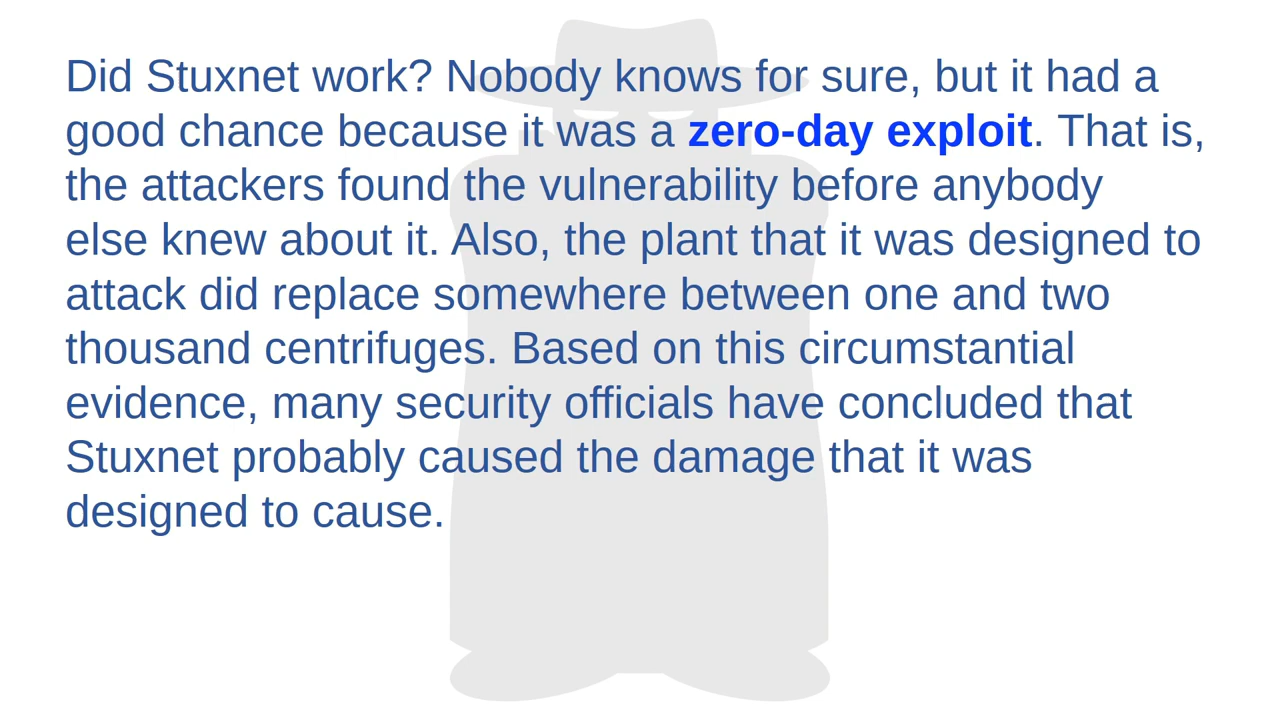 Did Stuxnet work? Nobody knows for sure, but it had a
good chance because it was a zero-day exploit. That is,
the attackers found the vulnerability before anybody
else knew about it. Also, the plant that it was designed to
attack did replace somewhere between one and two
thousand centrifuges. Based on this circumstantial
evidence, many security officials have concluded that
Stuxnet probably caused the damage that it was
designed to cause.